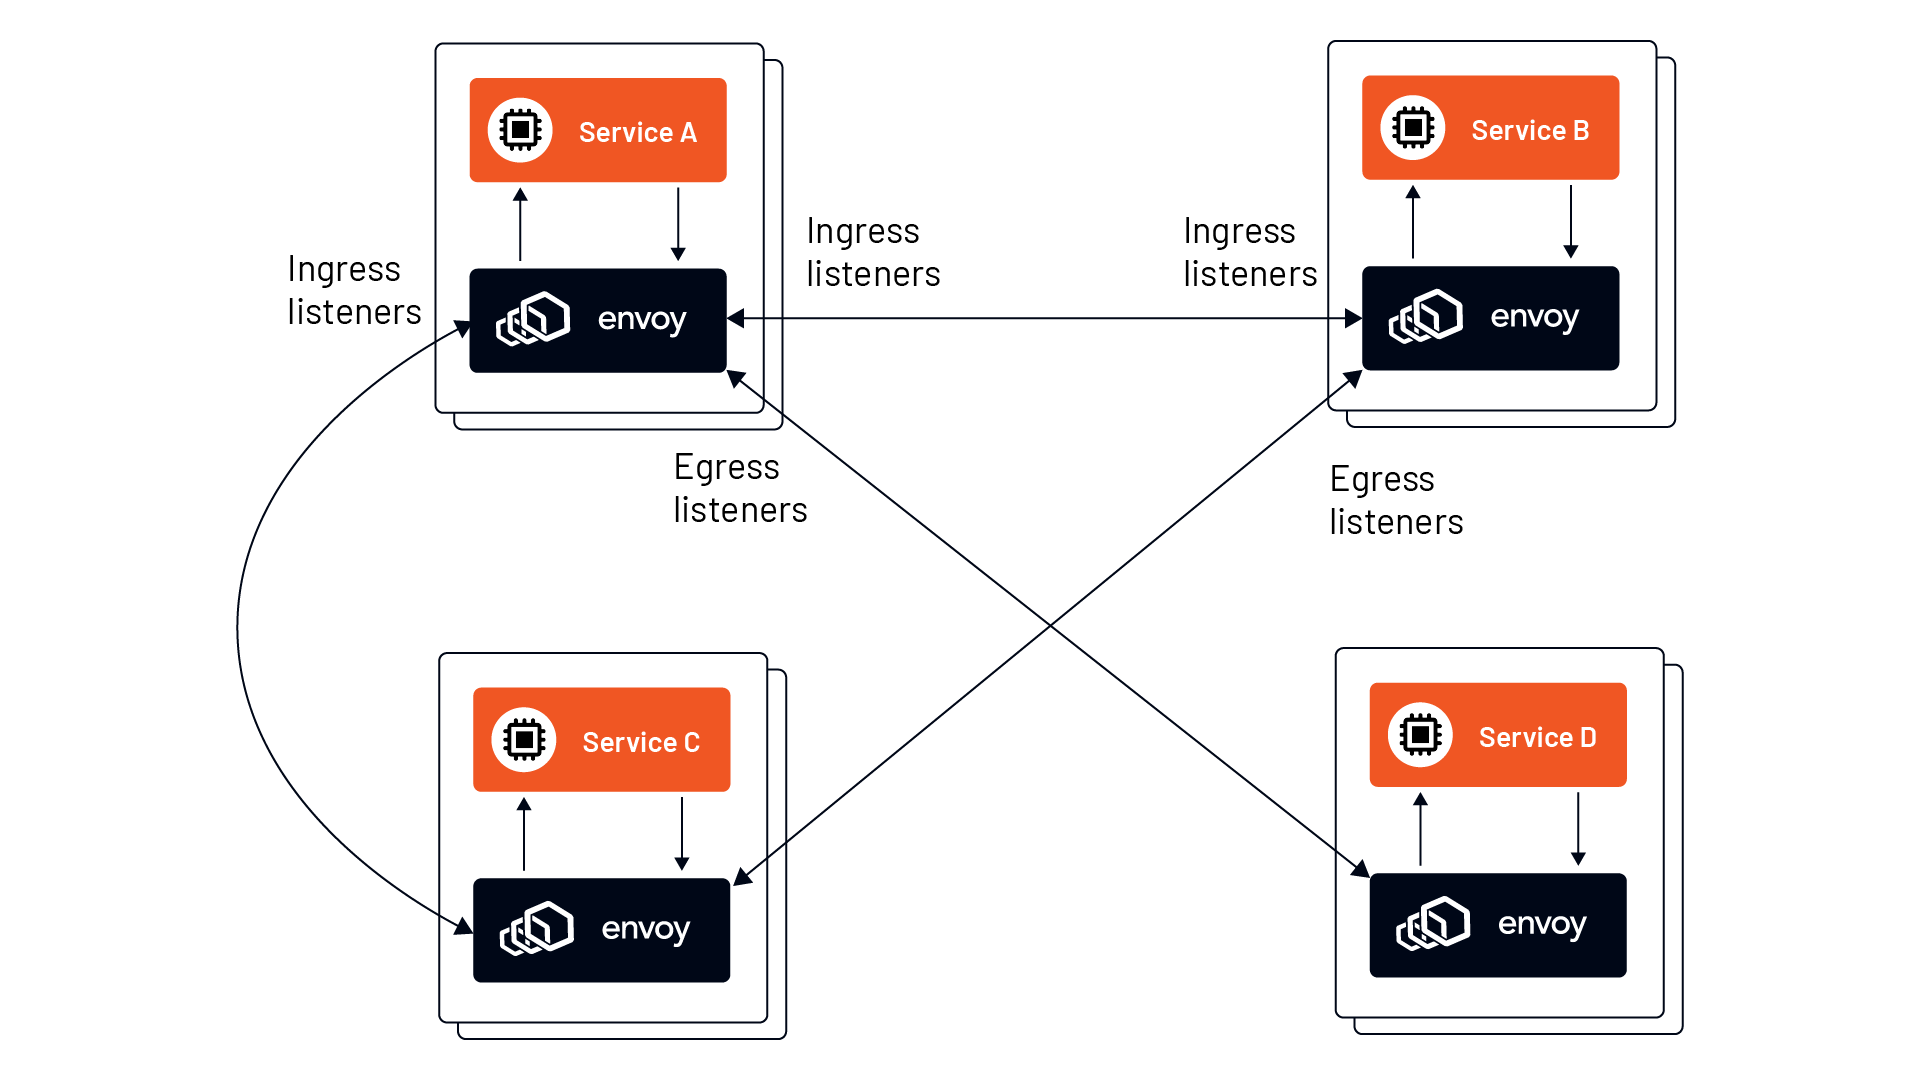 Service A
Service B
Ingress
listeners
Ingress
listeners
Ingress
listeners
envoy
envoy
Egress
listeners
Egress
listeners
Service C
Service D
envoy
envoy